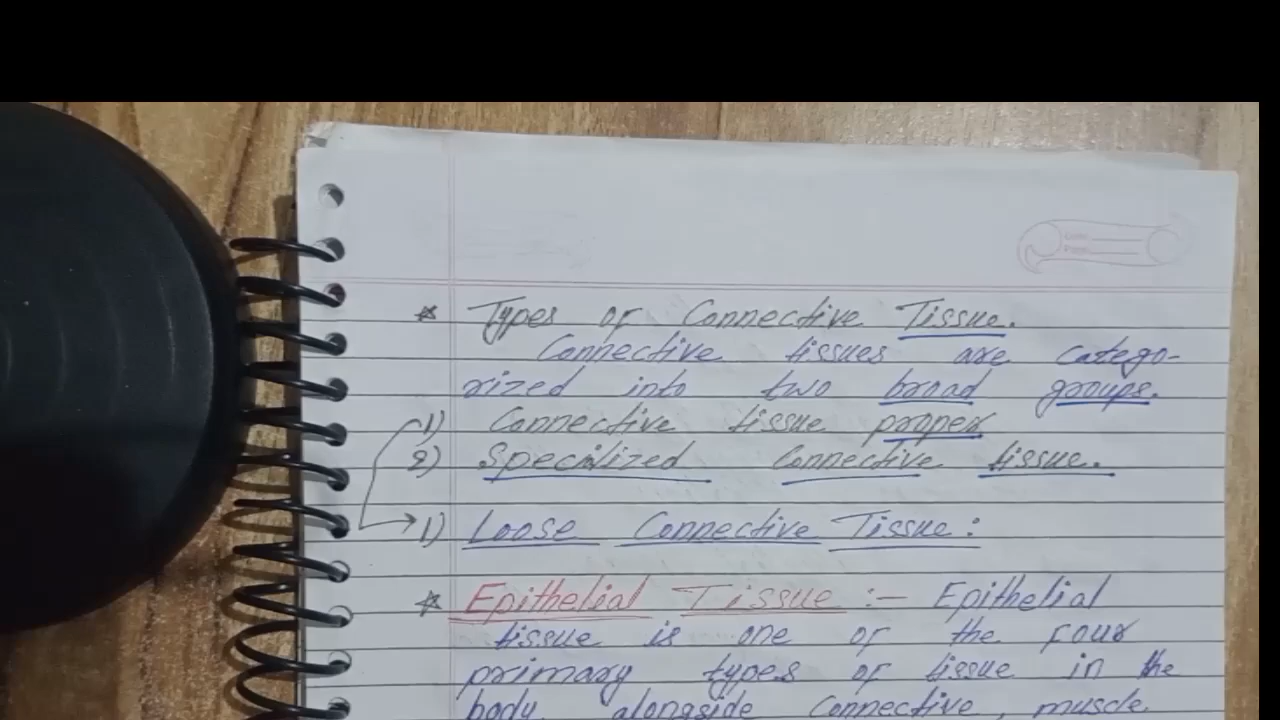 * Types of Connective Tissue.
Connective tissues are catego-
rized into two broad groups.
1) Connective tissue proper
2) Specilized Connective tissue.
→ 1) Loose Connective Tissue:
* Epithelial Tissue :- Epithelial
tissue is one of the four
primary types of tissue in the
body alongside connective, muscle